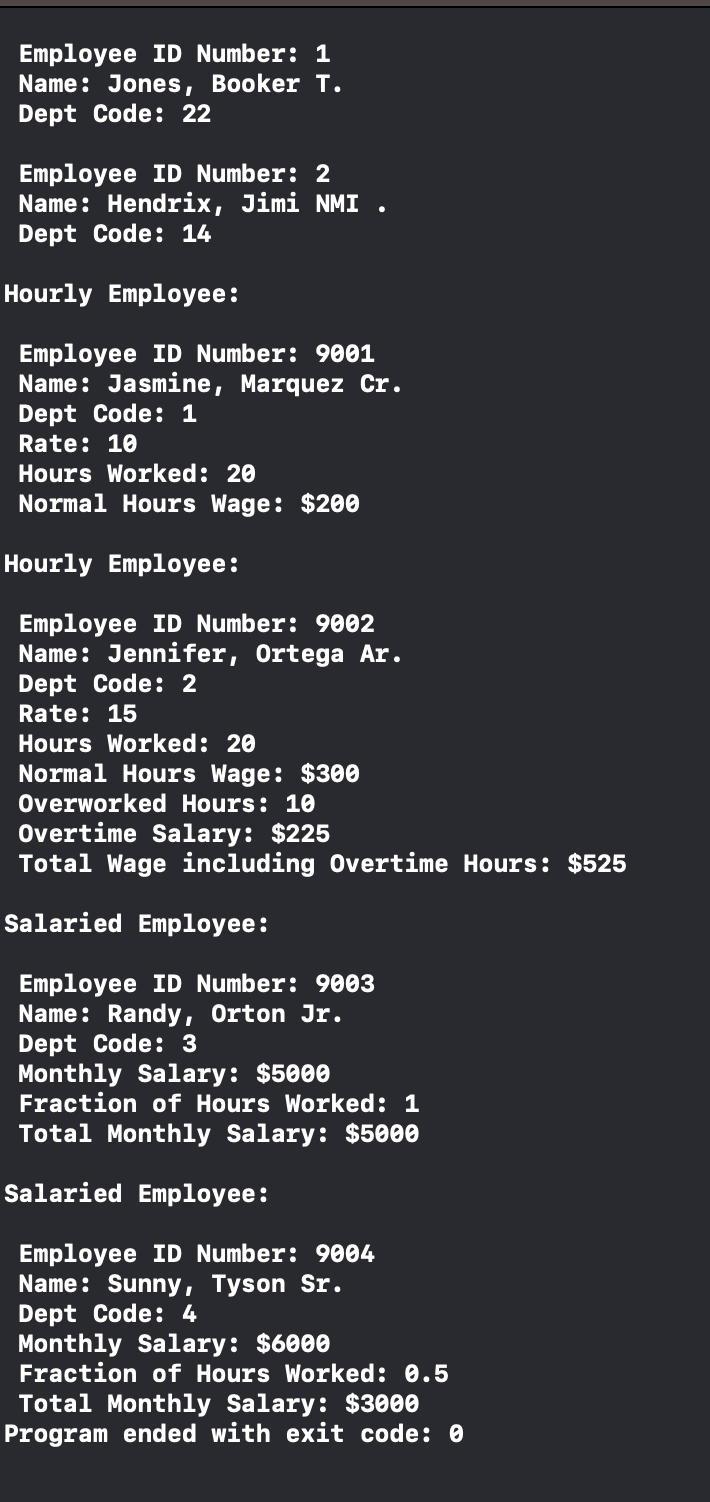 Employee ID Number: 1
Name: Jones, Booker T.
Dept Code: 22
Employee ID Number: 2
Name: Hendrix, Jimi NMI .
Dept Code: 14
Hourly Employee:
Employee ID Number: 9001
Name: Jasmine, Marquez Cr.
Dept Code: 1
Rate: 10
Hours Worked: 20
Normal Hours Wage: $200
Hourly Employee:
Employee ID Number: 9002
Name: Jennifer, Ortega Ar.
Dept Code: 2
Rate: 15
Hours Worked: 20
Normal Hours Wage: $300
Overworked Hours: 10
Overtime Salary: $225
Total Wage including Overtime Hours: $525
Salaried Employee:
Employee ID Number: 9003
Name: Randy, Orton Jr.
Dept Code: 3
Monthly Salary: $5000
Fraction of Hours Worked: 1
Total Monthly Salary: $5000
Salaried Employee:
Employee ID Number: 9004
Name: Sunny, Tyson Sr.
Dept Code: 4
Monthly Salary: $6000
Fraction of Hours Worked: 0.5
Total Monthly Salary: $3000
Program ended with exit code: 0